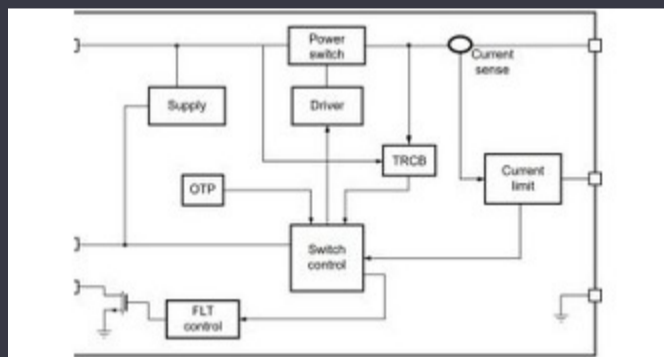 Power
switch
Current
sense
Supply
Driver
TRCB
Current
limit
OTP
Switch
control
FLT
control